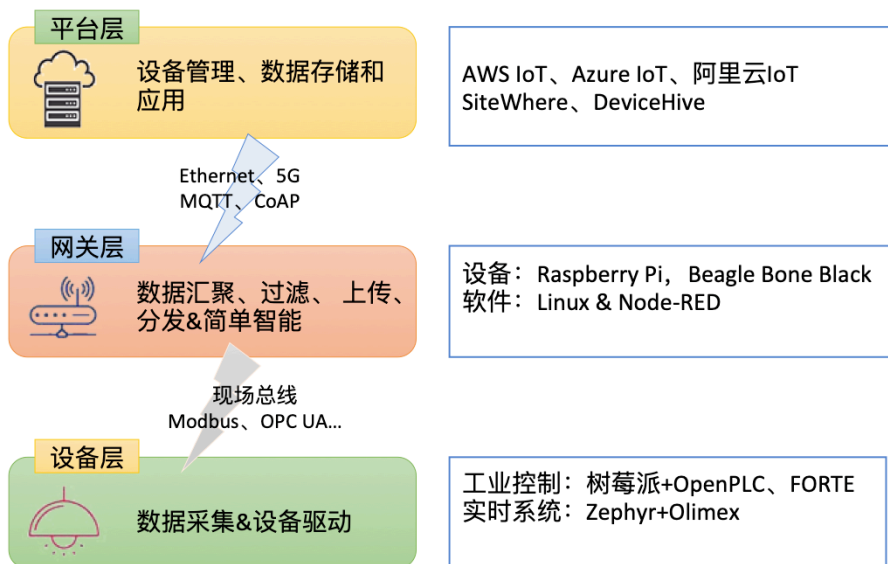 平台层
设备管理、数据存储和
应用
AWS IoT、Azure IoT、阿里云IoT
SiteWhere、DeviceHive
Ethernet、5G
MQTT、CoAP
网关层
数据汇聚、过滤、 上传、
分发&简单智能
设备：Raspberry Pi，Beagle Bone Black
软件：Linux & Node-RED
现场总线
Modbus、OPC UA...
设备层
数据采集&设备驱动
工业控制：树莓派+OpenPLC、FORTE
实时系统：Zephyr+Olimex